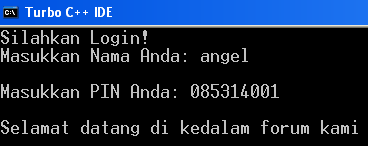 C:\ Turbo C++ IDE
Silahkan Login!
Masukkan Nama Anda: angel
Masukkan PIN Anda: 085314001
Selamat datang di kedalam forum kami